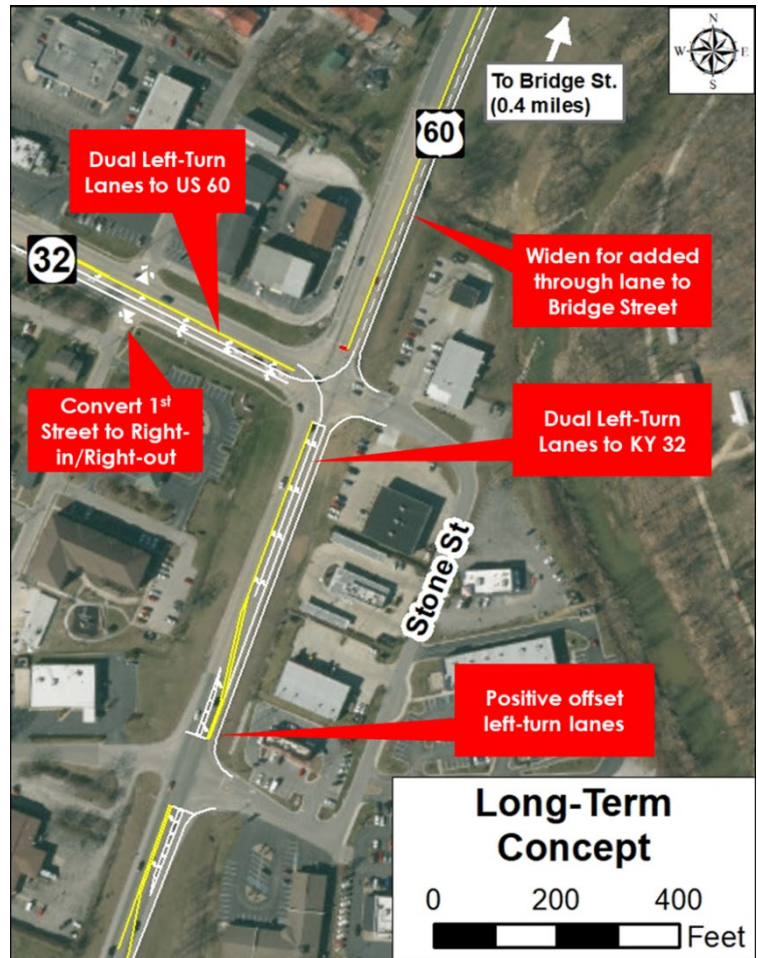 N
W
E
S
To Bridge St.
(0.4 miles)
60
Dual Left-Turn
Lanes to US 60
32
Widen for added
through lane to
Bridge Street
Convert 1st
Street to Right-
in/Right-out
Dual Left-Turn
Lanes to KY 32
Stone St
Positive offset
left-turn lanes
Long-Term
Concept
0 200 400
Feet